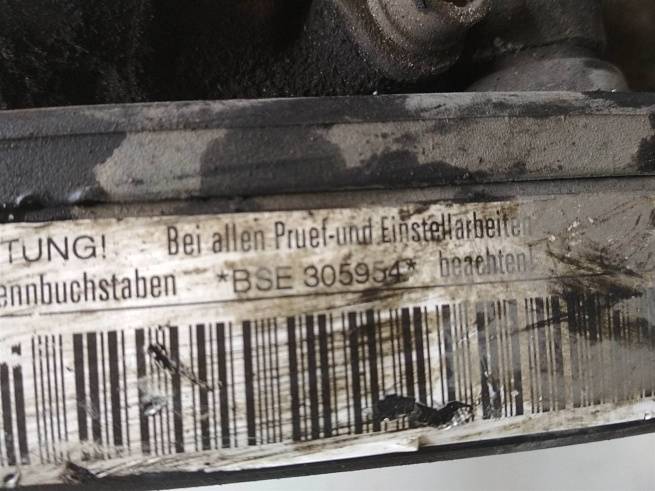 TUNG! Bei allen Pruef-und Einstellarbeiten
ennbuchstaben *BSE 305954* beachten!